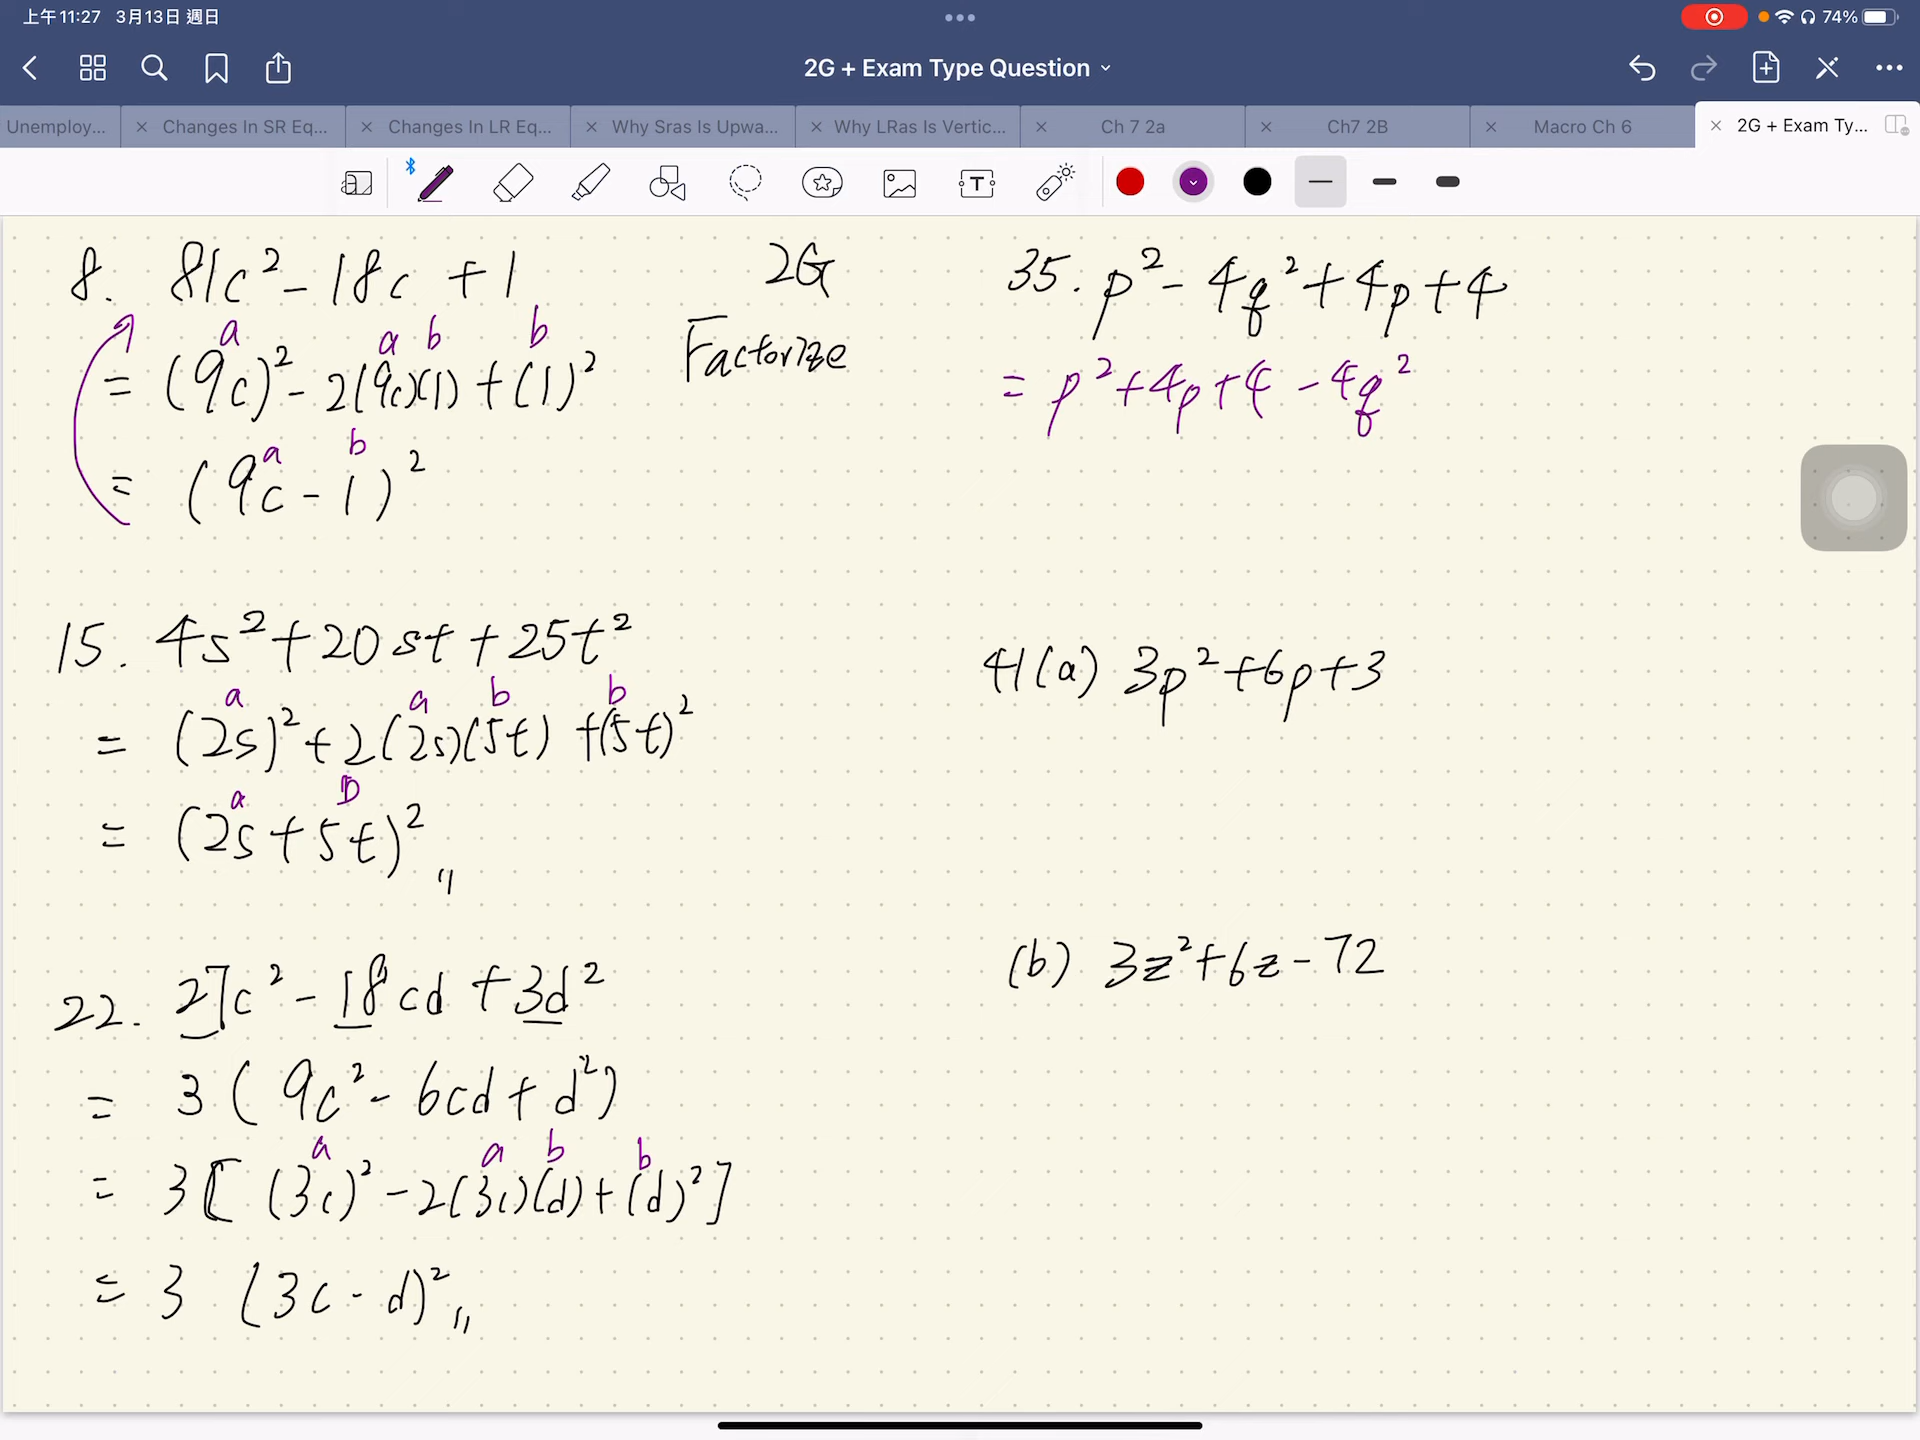 上午11:27 3月13日 週日
74%
2G + Exam Type Question
Unemploy...
Changes In SR Eq...
Changes In LR Eq...
Why Sras Is Upwa...
Why LRas Is Vertic...
Ch 7 2a
Ch7 2B
Macro Ch 6
2G + Exam Ty...
8. 81c² - 18c + 1
a a b b
= (9c)² - 2(9c)(1) + (1)²
a b
= (9c - 1)²
2G
Factorize
15. 4s² + 20st + 25t²
a a b b
= (2s)² + 2(2s)(5t) + (5t)²
a b
= (2s + 5t)²
22. 27c² - 18cd + 3d²
= 3(9c² - 6cd + d²)
a a b b
= 3[(3c)² - 2(3c)(d) + (d)²]
= 3 (3c - d)²
35. p² - 4q² + 4p + 4
= p² + 4p + 4 - 4q²
41(a) 3p² + 6p + 3
(b) 3z² + 6z - 72